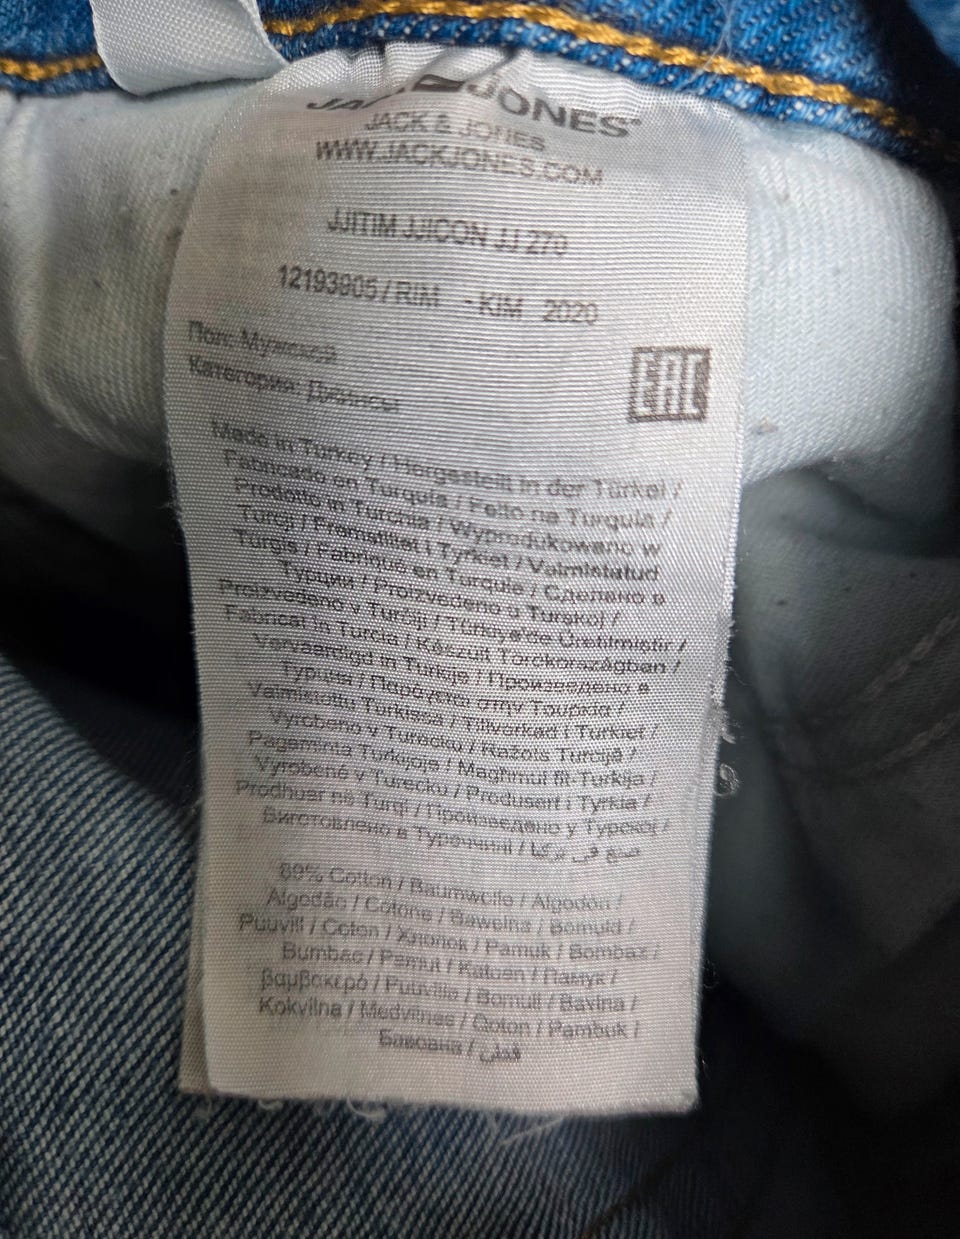 JACK JONES®
JACK & JONES
WWW.JACKJONES.COM
JJITIM JJICON JJ 270
12193905 / RIM - KIM 2020
Пол: Мужской
Категория: Джинсы
EAC
Made in Turkey / Hergestellt in der Türkei /
Fabricado en Turquía / Feito na Turquia /
Prodotto in Turchia / Wyprodukowano w
Turcji / Fremstillet i Tyrkiet / Valmistatud
Türgis / Fabriqué en Turquie / Сделано в
Турции / Proizvedeno u Turskoj /
Proizvedeno v Turčiji / Türkiye'de Üretilmiştir /
Fabricat în Turcia / Készült Törökországban /
Vervaardigd in Turkije / Произведено в
Турция / Παράγεται στην Τουρκία /
Valmistettu Turkissa / Tillverkad i Turkiet /
Vyrobeno v Turecku / Ražots Turcijā /
Pagaminta Turkijoje / Magħmul fit-Turkija /
Vyrobené v Turecku / Produsert i Tyrkia /
Prodhuar në Turqi / Произведено у Турској /
Виготовлено в Туреччині / صنع في تركيا
89% Cotton / Baumwolle / Algodón /
Algodão / Cotone / Bawełna / Bomuld /
Puuvill / Coton / Хлопок / Pamuk / Bombaž /
Bumbac / Pamut / Katoen / Памук /
βαμβακερό / Puuvilla / Bomull / Bavlna /
Kokvilna / Medvilnės / Qoton / Pambuk /
Бавовна / قطن